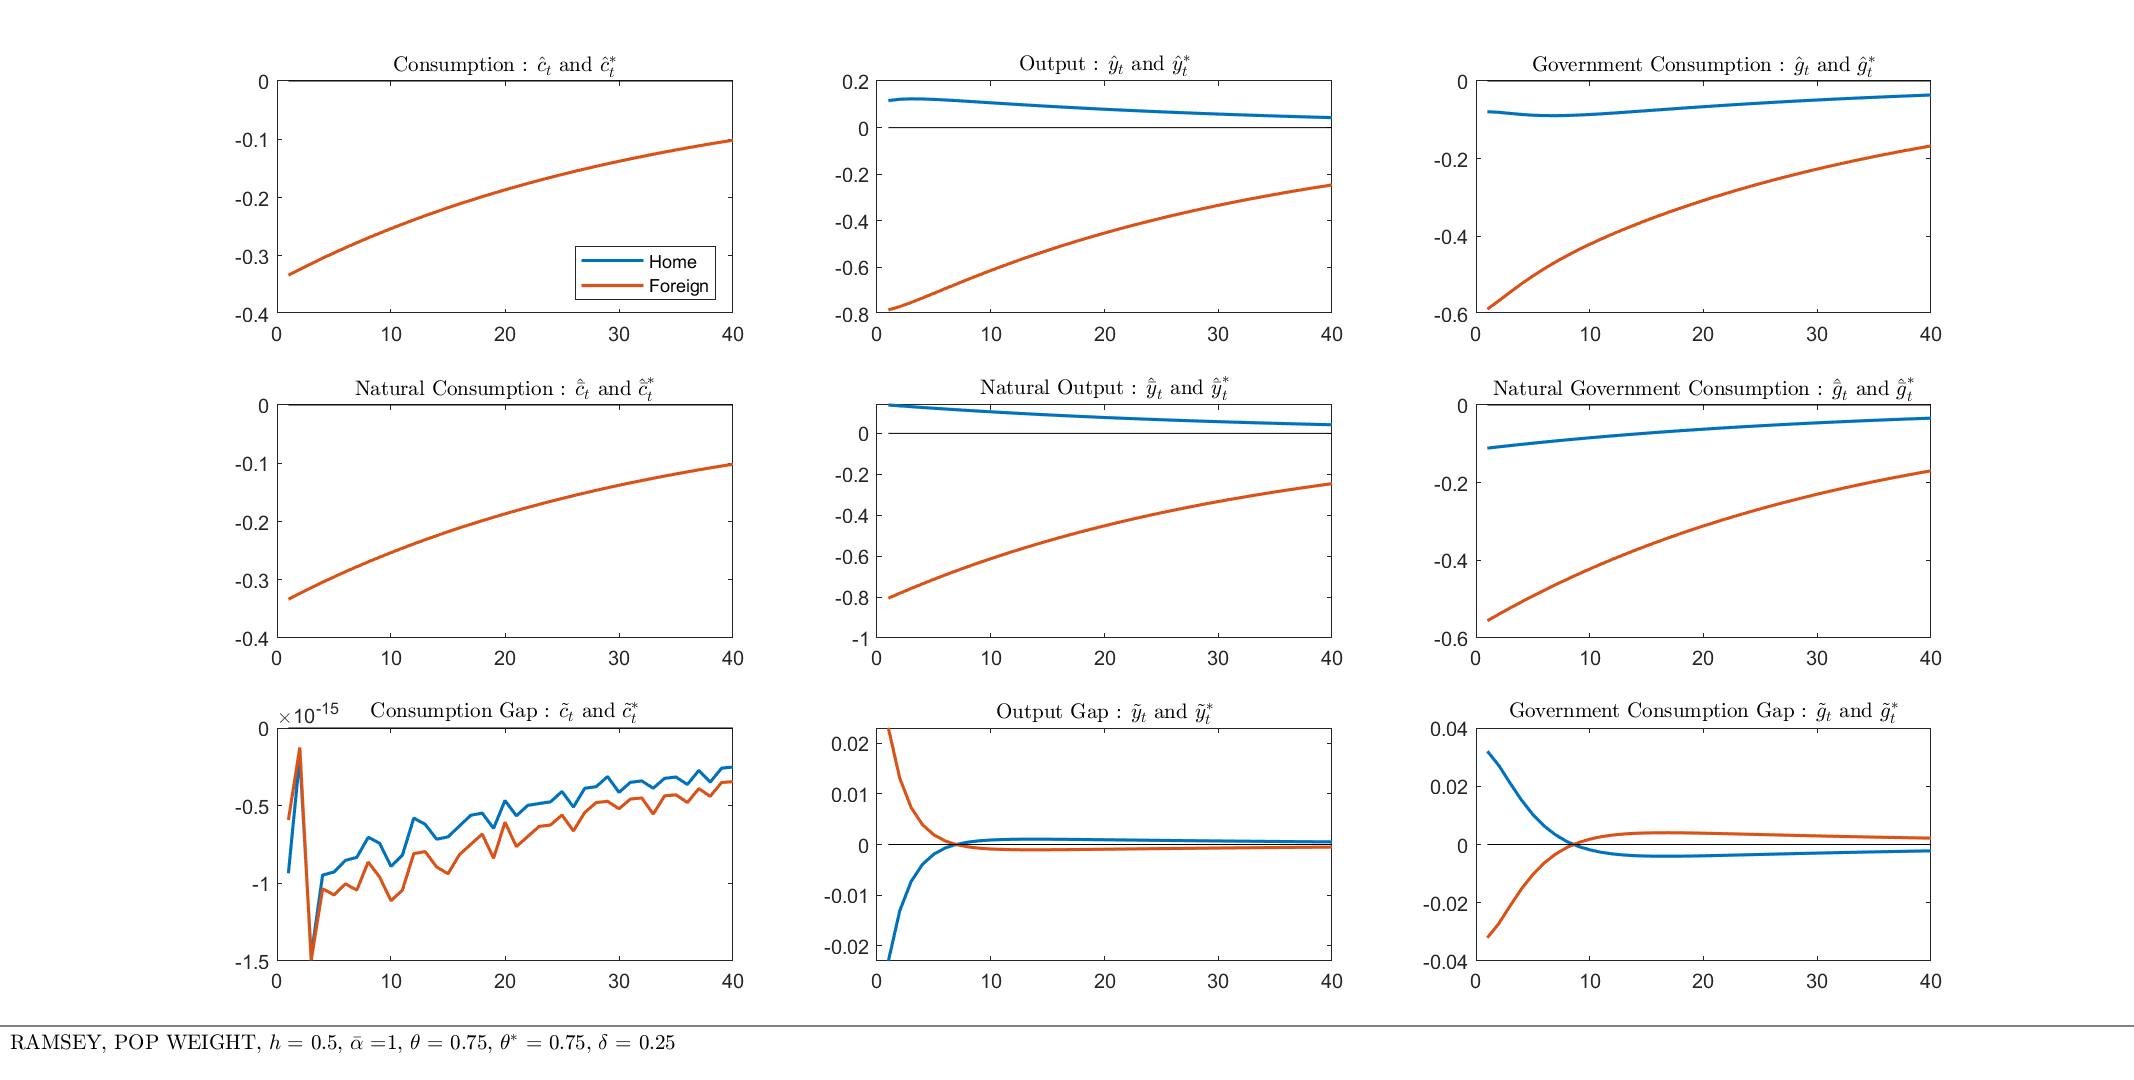 Consumption : ĉ_t and ĉ_t^*
0
-0.1
-0.2
-0.3
-0.4
0 10 20 30 40
Home
Foreign
Output : ŷ_t and ŷ_t^*
0.2
0
-0.2
-0.4
-0.6
-0.8
0 10 20 30 40
Government Consumption : ĝ_t and ĝ_t^*
0
-0.2
-0.4
-0.6
0 10 20 30 40
Natural Consumption : c̄̂_t and c̄̂_t^*
0
-0.1
-0.2
-0.3
-0.4
0 10 20 30 40
Natural Output : ȳ̂_t and ȳ̂_t^*
0
-0.2
-0.4
-0.6
-0.8
-1
0 10 20 30 40
Natural Government Consumption : ḡ̂_t and ḡ̂_t^*
0
-0.2
-0.4
-0.6
0 10 20 30 40
×10^-15
Consumption Gap : c̃_t and c̃_t^*
0
-0.5
-1
-1.5
0 10 20 30 40
Output Gap : ỹ_t and ỹ_t^*
0.02
0.01
0
-0.01
-0.02
0 10 20 30 40
Government Consumption Gap : g̃_t and g̃_t^*
0.04
0.02
0
-0.02
-0.04
0 10 20 30 40
RAMSEY, POP WEIGHT, h = 0.5, ᾱ =1, θ = 0.75, θ* = 0.75, δ = 0.25